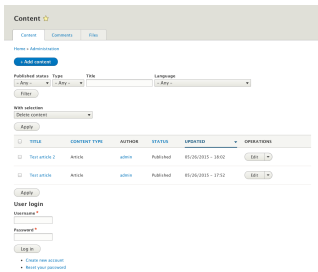 Content
Content Comments Files
Home » Administration
+ Add content
Published status Type Title Language
- Any - - Any - - Any -
Filter
With selection
Delete content
Apply
TITLE CONTENT TYPE AUTHOR STATUS UPDATED OPERATIONS
Test article 2 Article admin Published 05/26/2015 - 18:02 Edit
Test article Article admin Published 05/26/2015 - 17:52 Edit
Apply
User login
Username *
Password *
Log in
Create new account
Reset your password